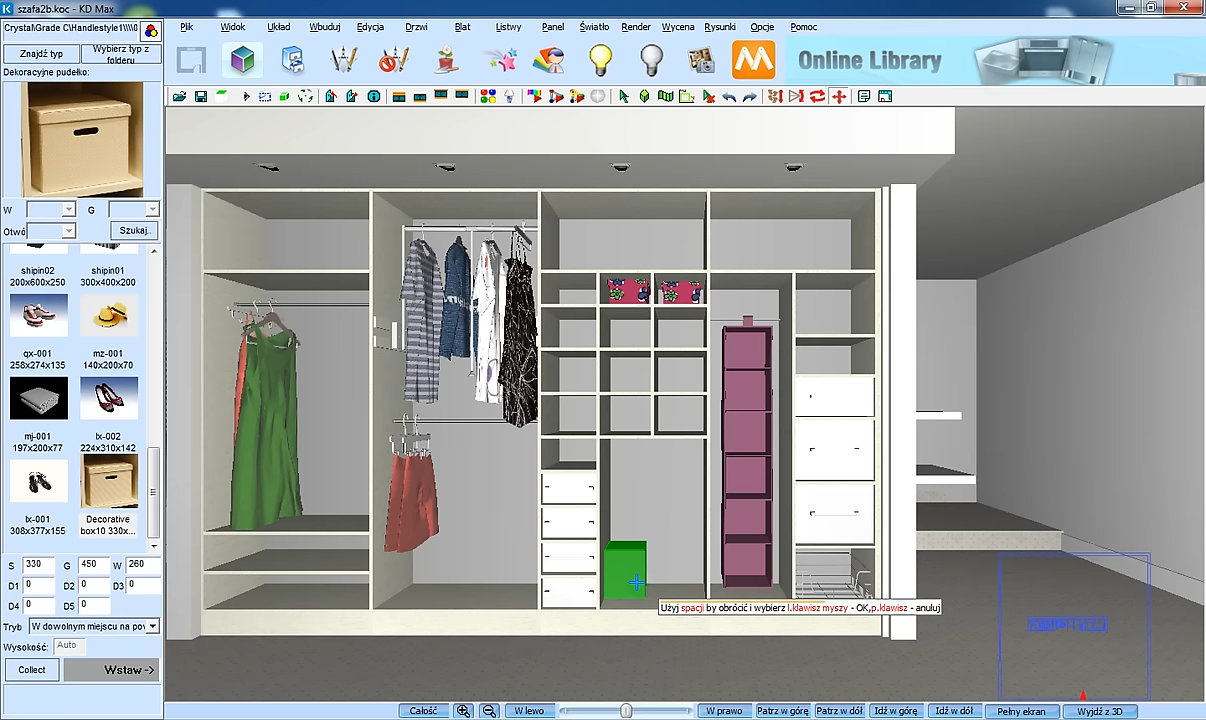 szafa2b.koc - KD Max
Crystal\Grade C\Handlestyle1\\\\0
Plik Widok Układ Wbuduj Edycja Drzwi Blat Listwy Panel Światło Render Wycena Rysunki Opcje Pomoc
Znajdź typ
Wybierz typ z folderu
Dekoracyjne pudełko:
Online Library
W G
Otwó Szukaj..
shipin02 shipin01
200x600x250 300x400x200
qx-001 mz-001
258x274x135 140x200x70
mj-001 lx-002
197x200x77 224x310x142
lx-001 Decorative
308x377x155 box10 330x...
S 330 G 450 W 260
D1 0 D2 0 D3 0
D4 0 D5 0
Tryb W dowolnym miejscu na po
Wysokość: Auto
Collect Wstaw ->
Użyj spacji by obrócić i wybierz l.klawisz myszy - OK,p.klawisz - anuluj
Całość W lewo W prawo Patrz w górę Patrz w dół Idź w górę Idź w dół Pełny ekran Wyjdź z 3D